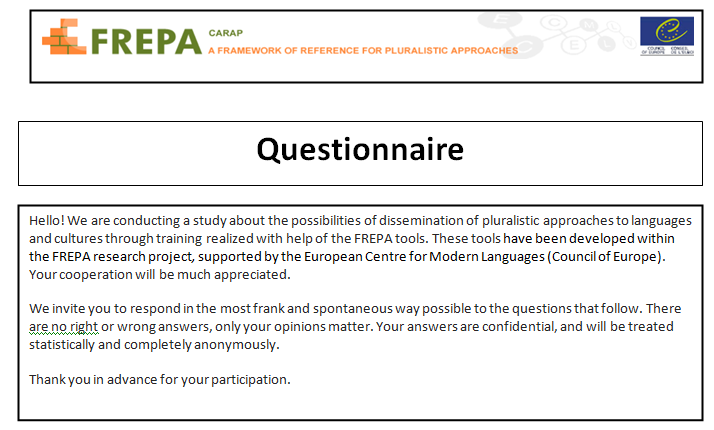 FREPA CARAP
A FRAMEWORK OF REFERENCE FOR PLURALISTIC APPROACHES
COUNCIL CONSEIL
OF EUROPE DE L'EUROPE
Questionnaire
Hello! We are conducting a study about the possibilities of dissemination of pluralistic approaches to languages
and cultures through training realized with help of the FREPA tools. These tools have been developed within
the FREPA research project, supported by the European Centre for Modern Languages (Council of Europe).
Your cooperation will be much appreciated.
We invite you to respond in the most frank and spontaneous way possible to the questions that follow. There
are no right or wrong answers, only your opinions matter. Your answers are confidential, and will be treated
statistically and completely anonymously.
Thank you in advance for your participation.